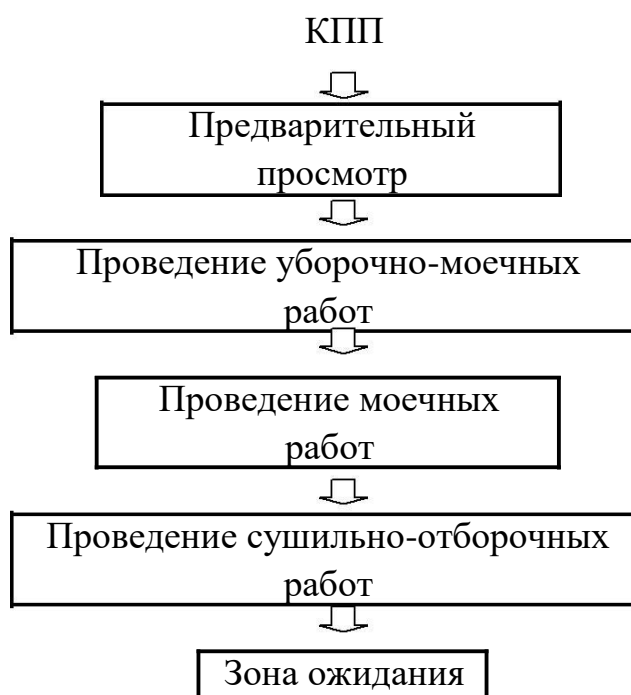 КПП
Предварительный
просмотр
Проведение уборочно-моечных
работ
Проведение моечных
работ
Проведение сушильно-отборочных
работ
Зона ожидания